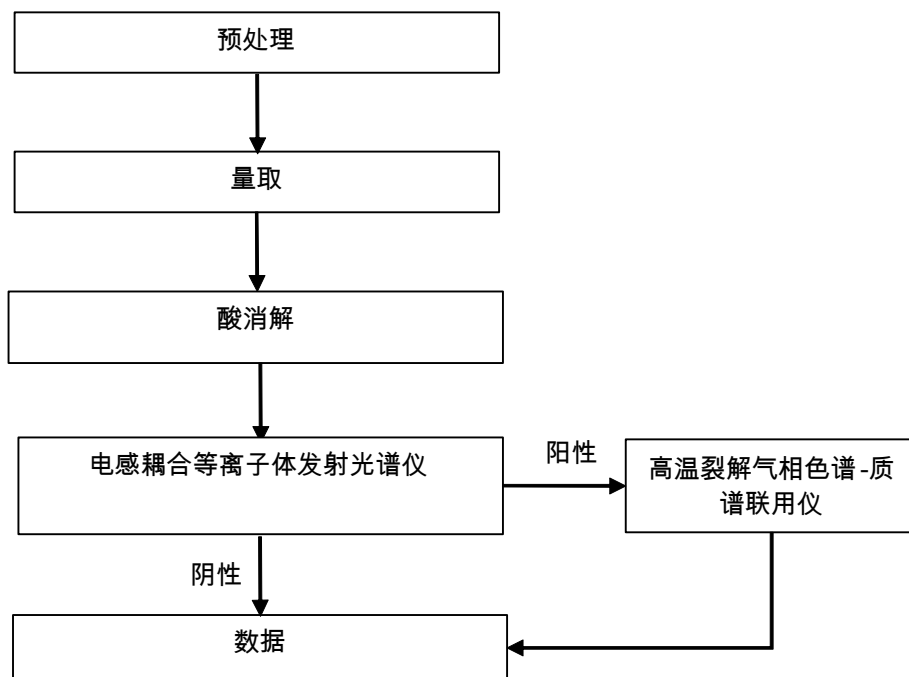 预处理
量取
酸消解
电感耦合等离子体发射光谱仪
阳性
高温裂解气相色谱-质
谱联用仪
阴性
数据